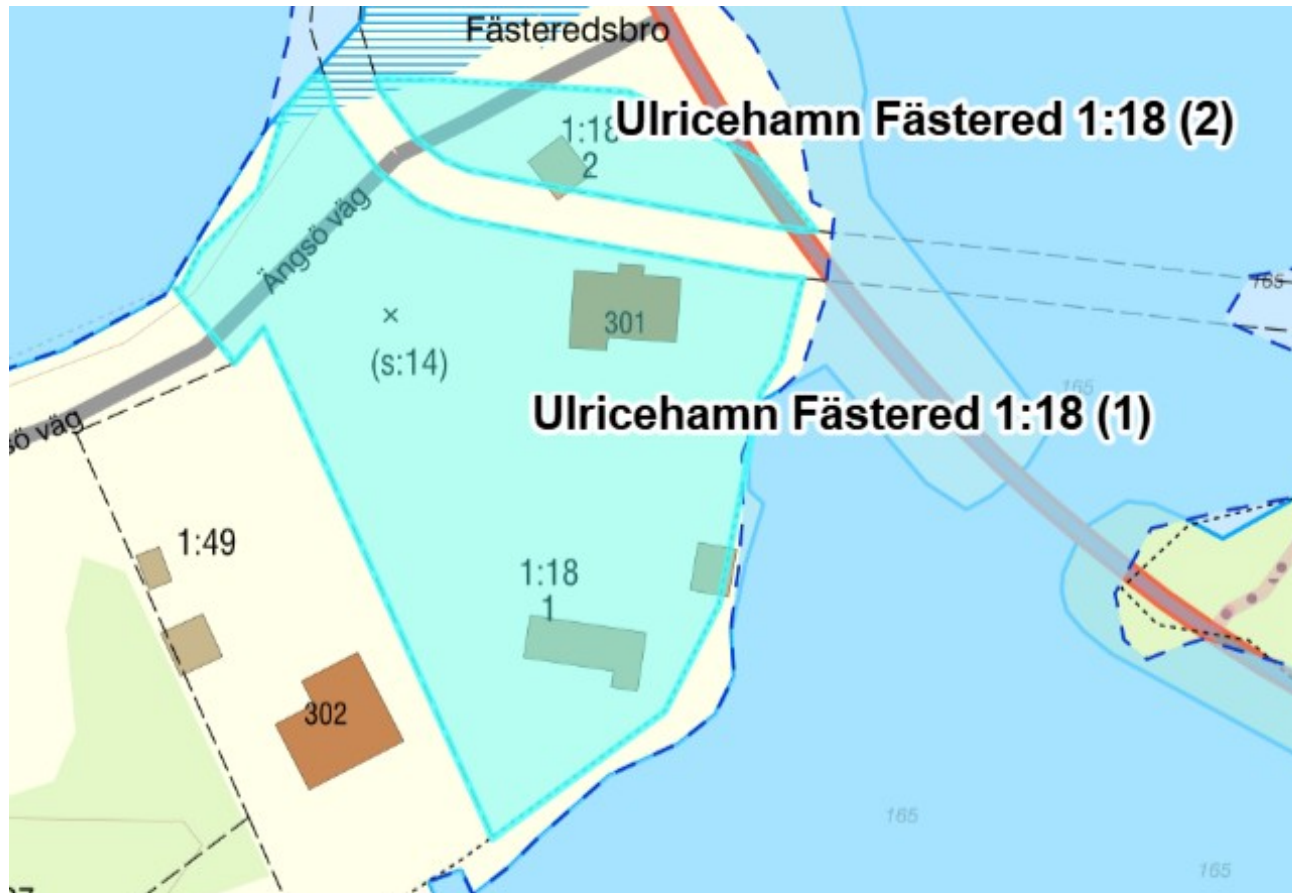 Fästeredsbro
1:18
2
Ulricehamn Fästered 1:18 (2)
Ängsö väg
165
301
(s:14)
165
Ulricehamn Fästered 1:18 (1)
sö väg
1:49
1:18
1
302
165
165